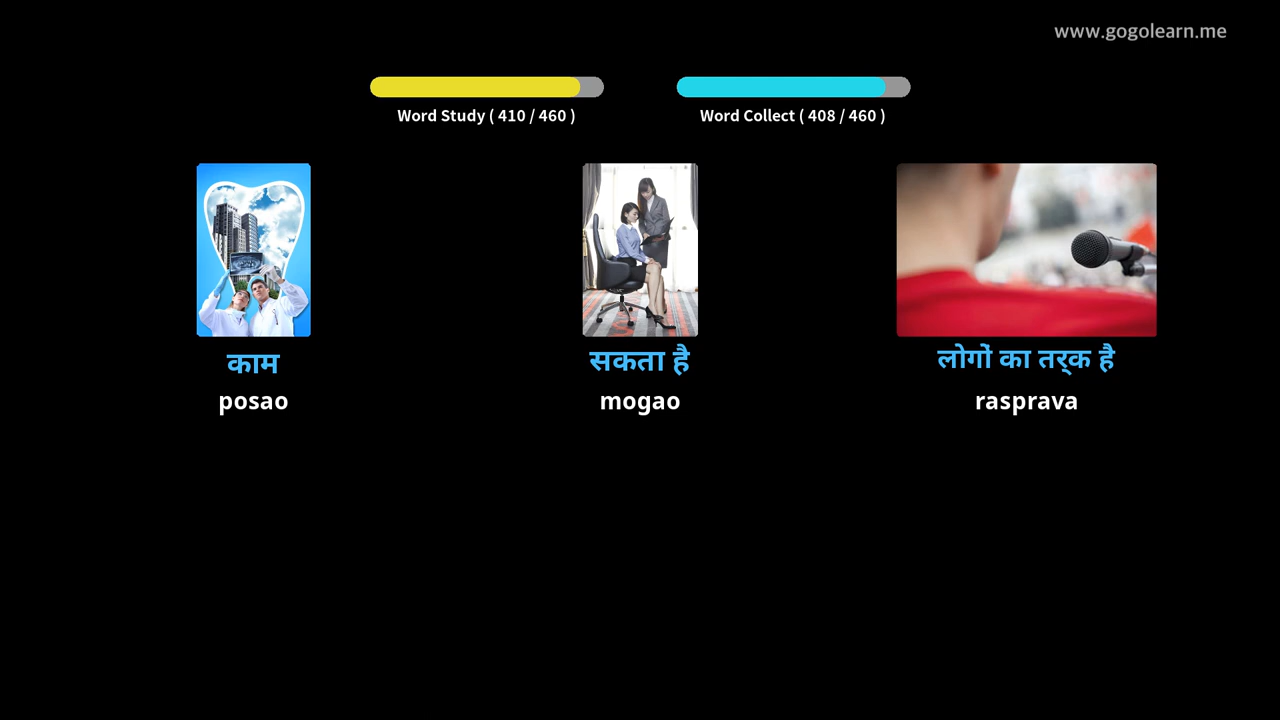 www.gogolearn.me
Word Study ( 410 / 460 )
Word Collect ( 408 / 460 )
काम
सकता है
लोगों का तर्‌क है
posao
mogao
rasprava